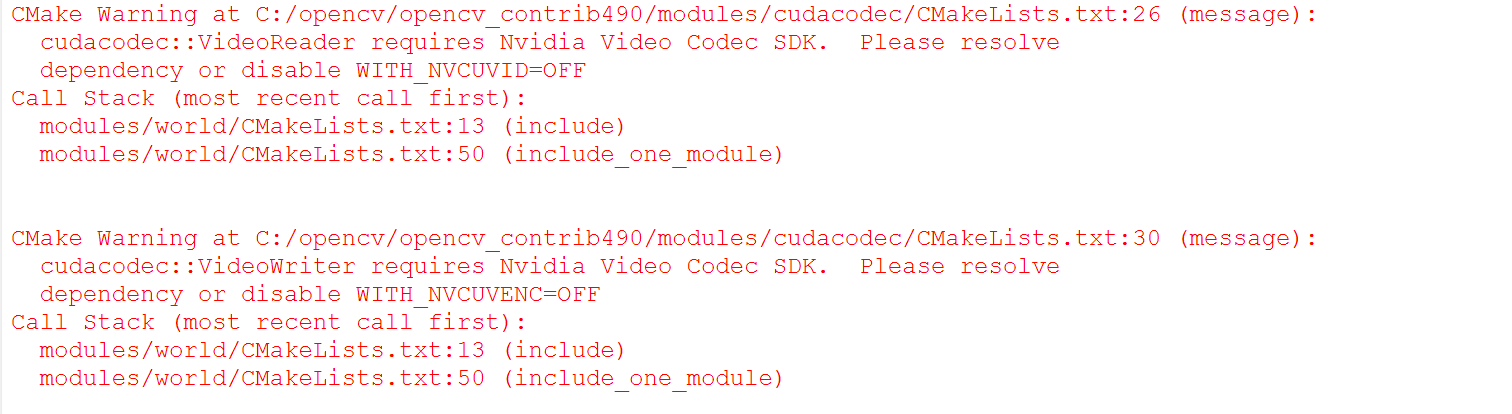 CMake Warning at C:/opencv/opencv_contrib490/modules/cudacodec/CMakeLists.txt:26 (message):
  cudacodec::VideoReader requires Nvidia Video Codec SDK.  Please resolve
  dependency or disable WITH_NVCUVID=OFF
Call Stack (most recent call first):
  modules/world/CMakeLists.txt:13 (include)
  modules/world/CMakeLists.txt:50 (include_one_module)
CMake Warning at C:/opencv/opencv_contrib490/modules/cudacodec/CMakeLists.txt:30 (message):
  cudacodec::VideoWriter requires Nvidia Video Codec SDK.  Please resolve
  dependency or disable WITH_NVCUVENC=OFF
Call Stack (most recent call first):
  modules/world/CMakeLists.txt:13 (include)
  modules/world/CMakeLists.txt:50 (include_one_module)